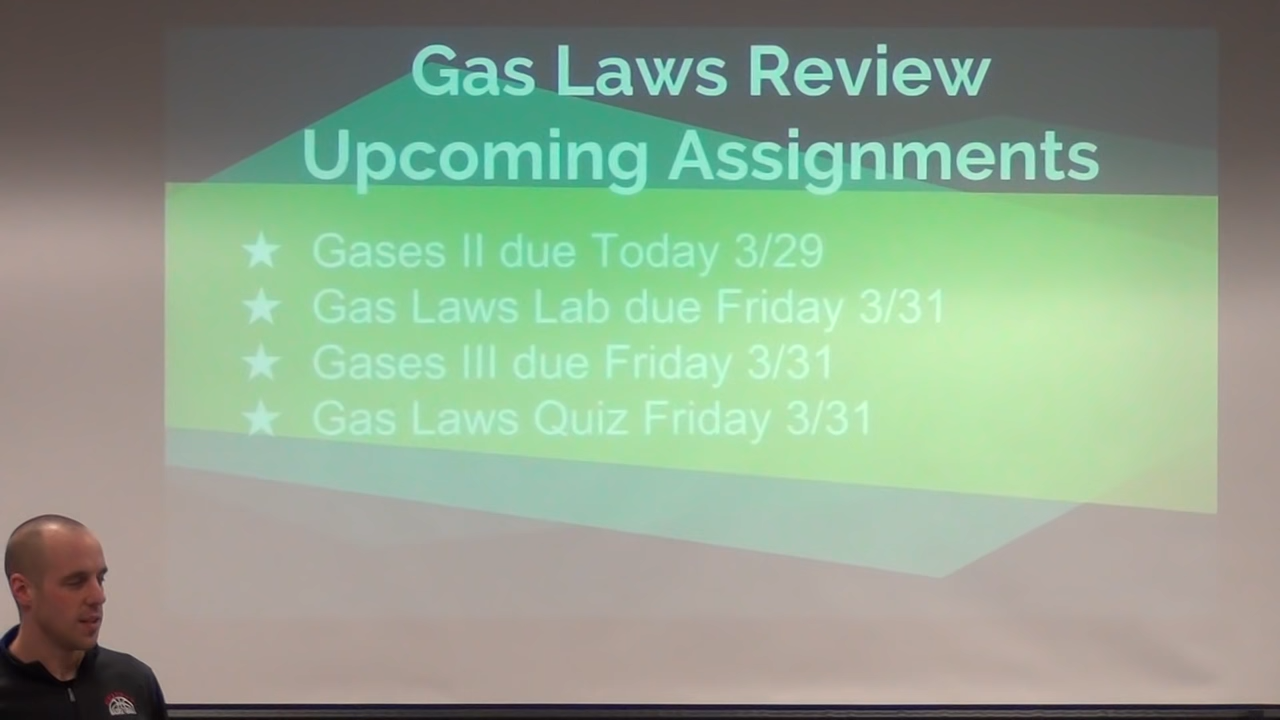 Gas Laws Review
Upcoming Assignments
★ Gases II due Today 3/29
★ Gas Laws Lab due Friday 3/31
★ Gases III due Friday 3/31
★ Gas Laws Quiz Friday 3/31